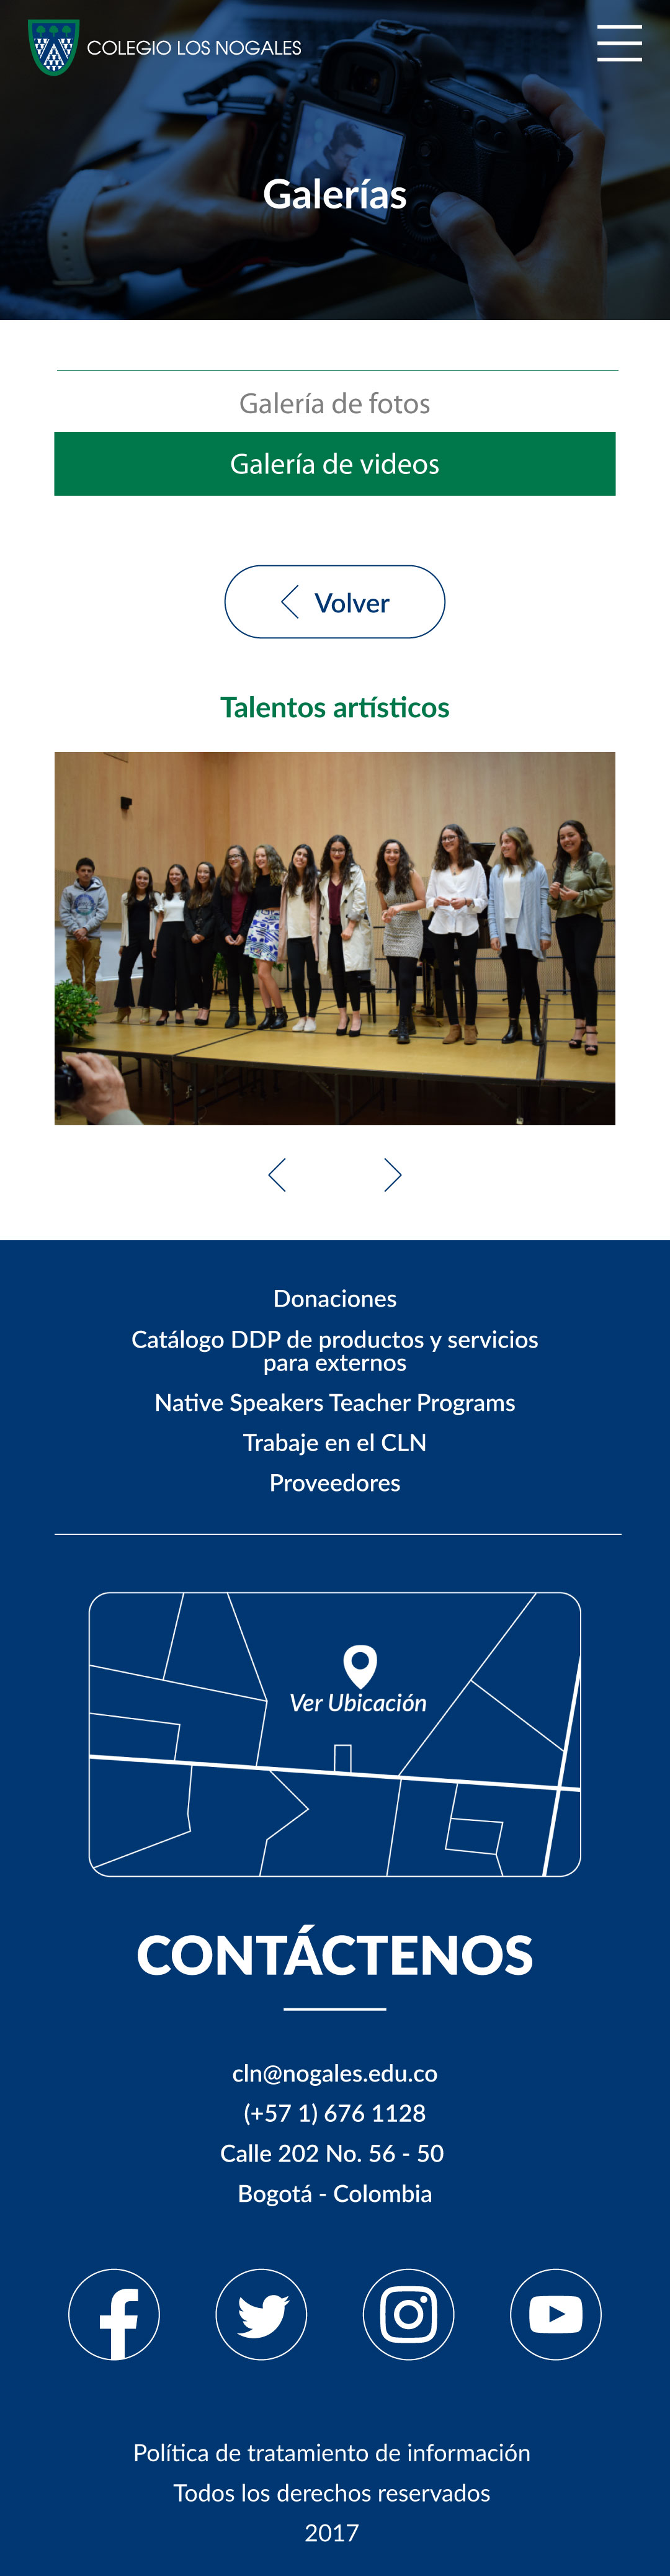 COLEGIO LOS NOGALES
Galerías
Galería de fotos
Galería de videos
Volver
Talentos artísticos
Donaciones
Catálogo DDP de productos y servicios
para externos
Native Speakers Teacher Programs
Trabaje en el CLN
Proveedores
Ver Ubicación
CONTÁCTENOS
cln@nogales.edu.co
(+57 1) 676 1128
Calle 202 No. 56 - 50
Bogotá - Colombia
Política de tratamiento de información
Todos los derechos reservados
2017